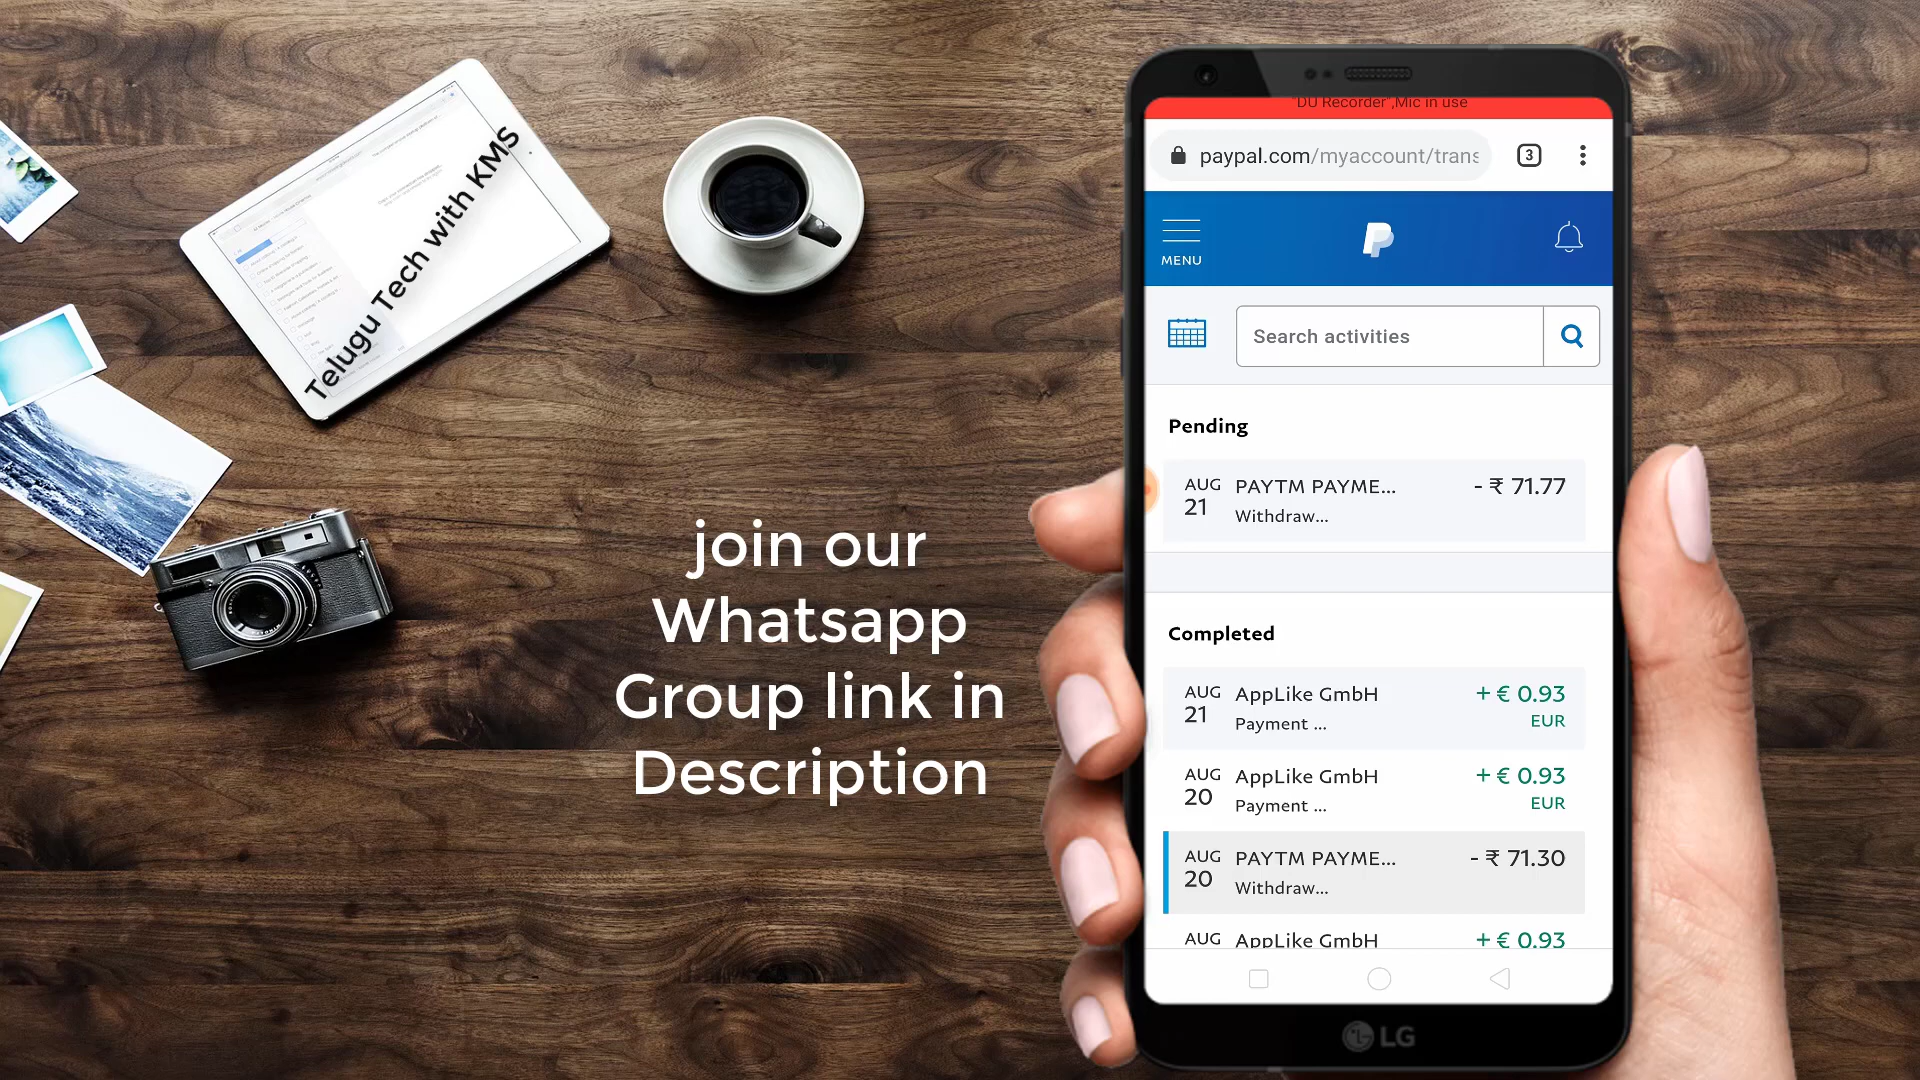 Telugu Tech with KMS
join our
Whatsapp
Group link in
Description
"DU Recorder",Mic in use
paypal.com/myaccount/trans
3
MENU
Search activities
Pending
AUG
21
PAYTM PAYME...
Withdraw...
- ₹ 71.77
Completed
AUG
21
AppLike GmbH
Payment ...
+ € 0.93
EUR
AUG
20
AppLike GmbH
Payment ...
+ € 0.93
EUR
AUG
20
PAYTM PAYME...
Withdraw...
- ₹ 71.30
AUG
AppLike GmbH
+ € 0.93
LG